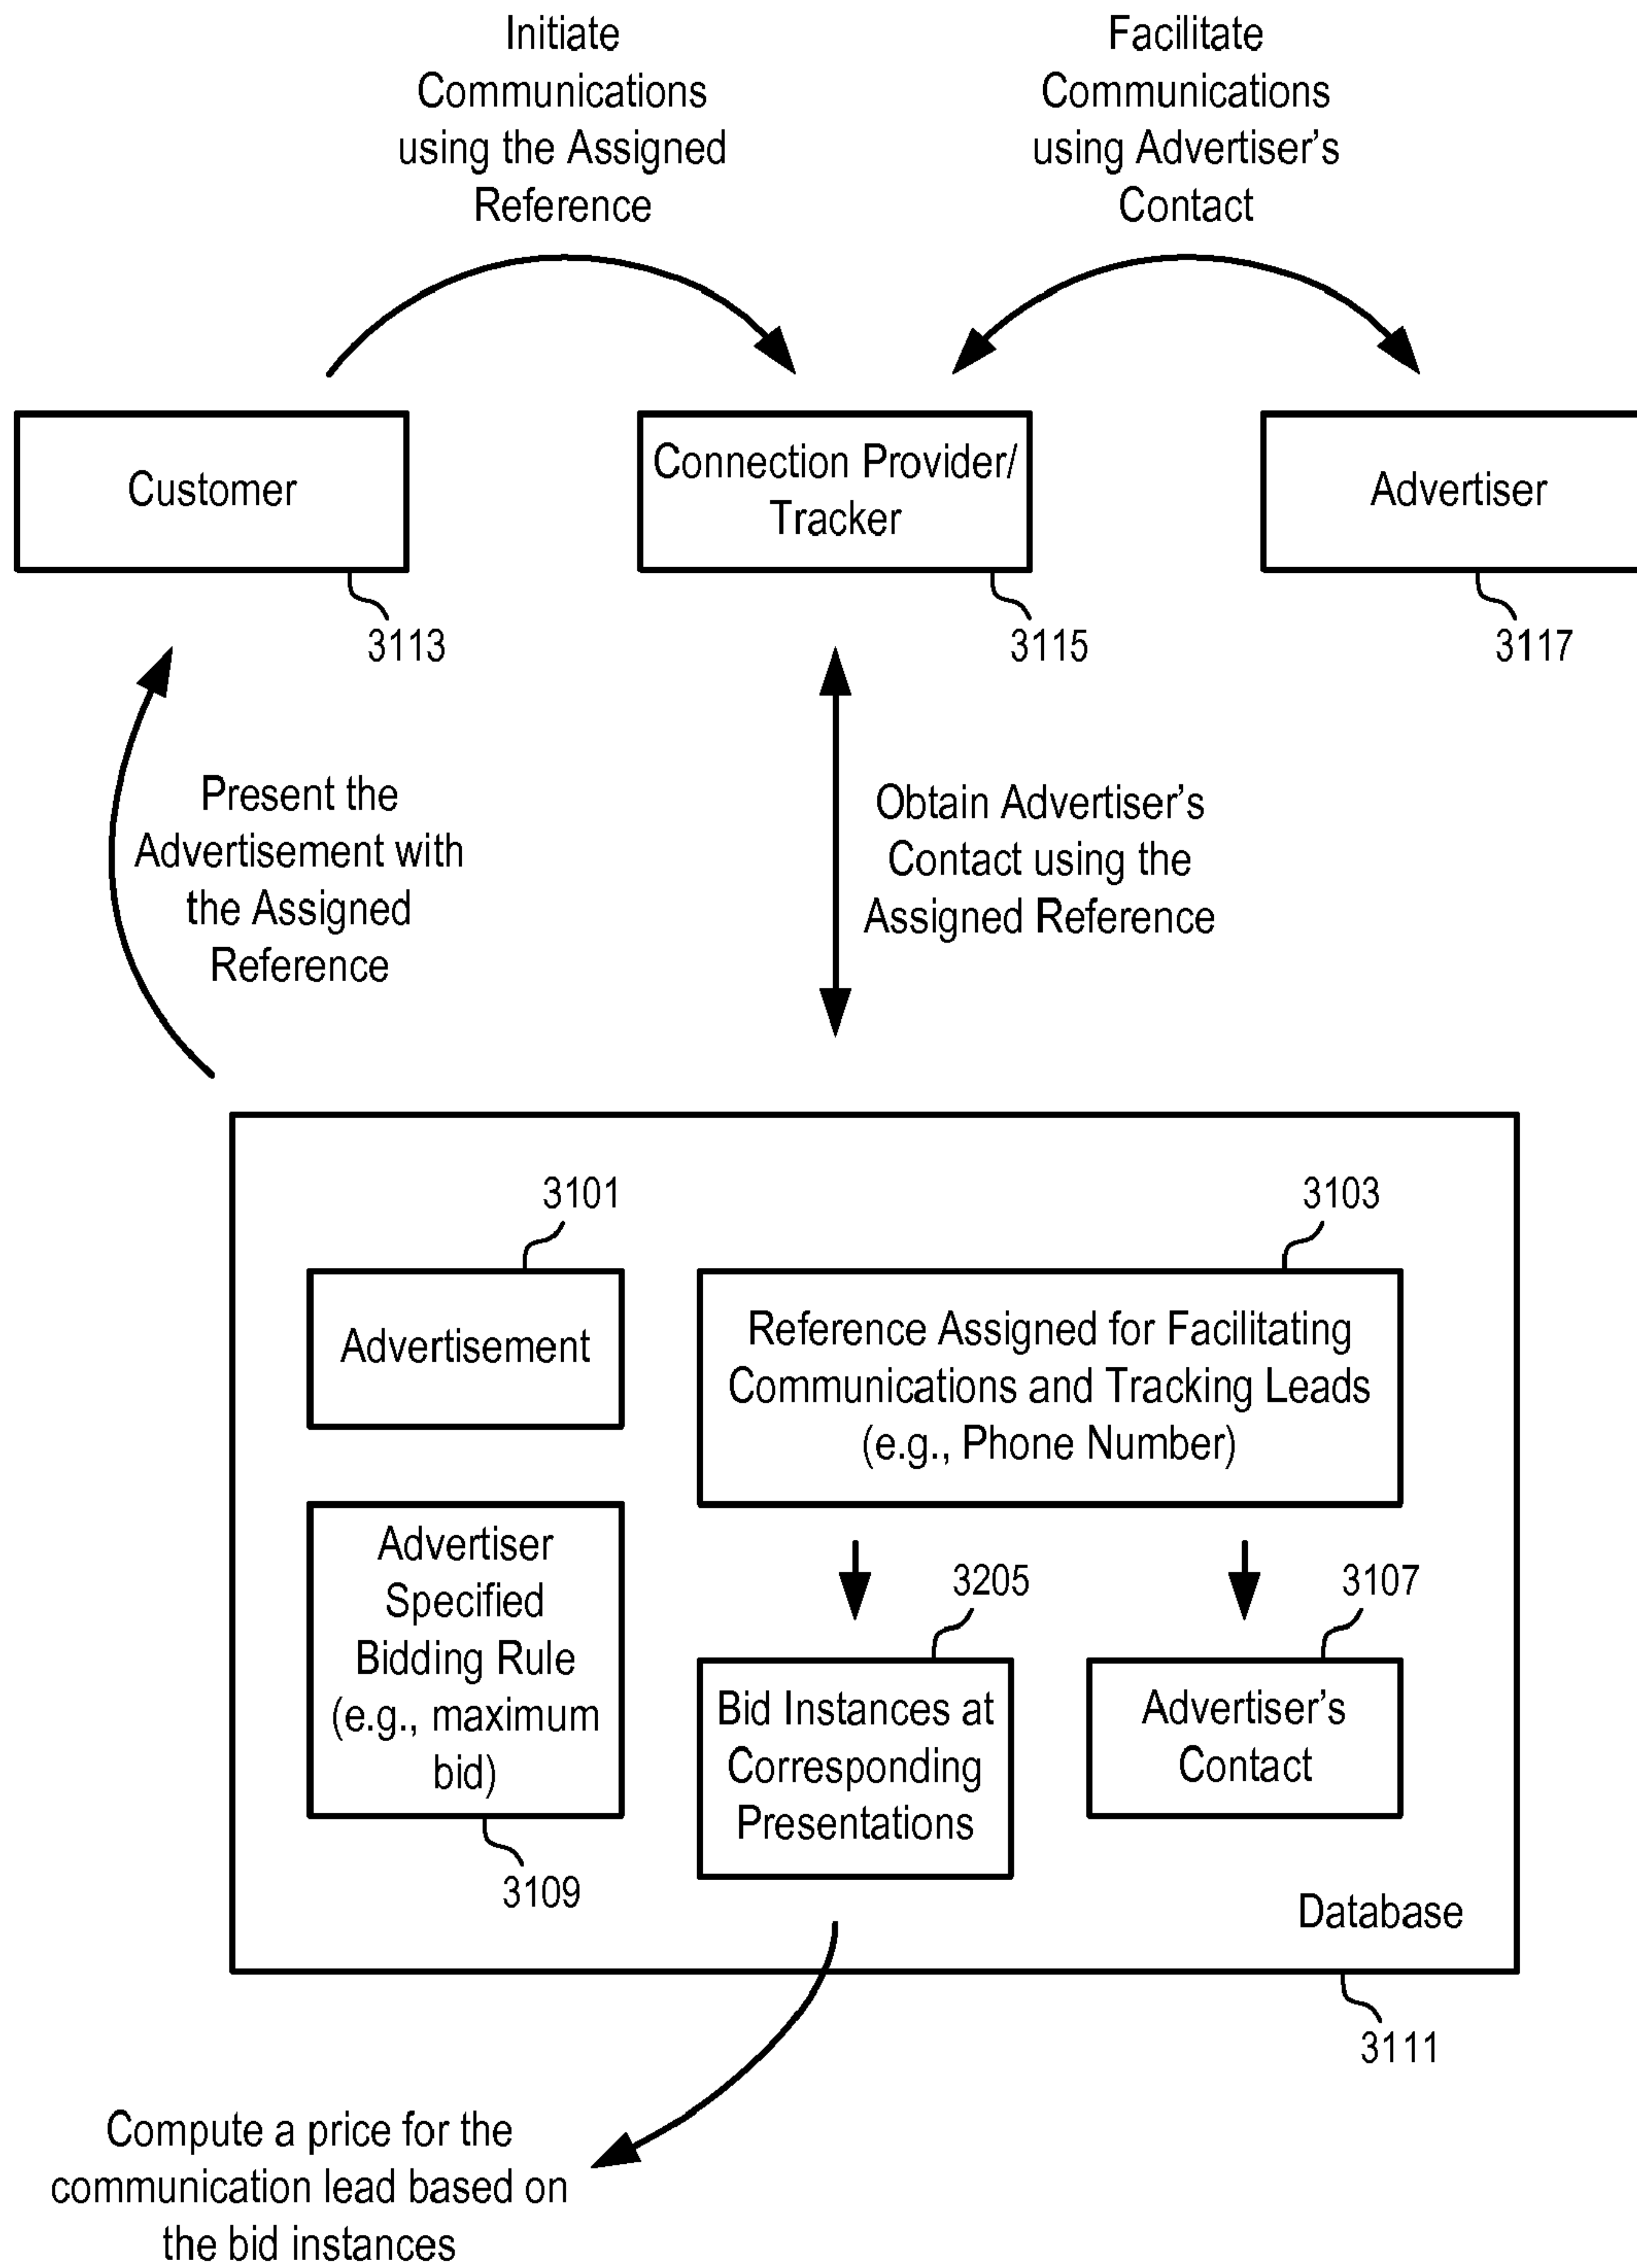 Initiate
Communications
using the Assigned
Reference
Facilitate
Communications
using Advertiser's
Contact
Customer
Connection Provider/
Tracker
Advertiser
3113
3115
3117
Present the
Advertisement with
the Assigned
Reference
Obtain Advertiser's
Contact using the
Assigned Reference
3101
3103
Advertisement
Reference Assigned for Facilitating
Communications and Tracking Leads
(e.g., Phone Number)
Advertiser
Specified
Bidding Rule
(e.g., maximum
bid)
3205
3107
Bid Instances at
Corresponding
Presentations
Advertiser's
Contact
3109
Database
3111
Compute a price for the
communication lead based on
the bid instances